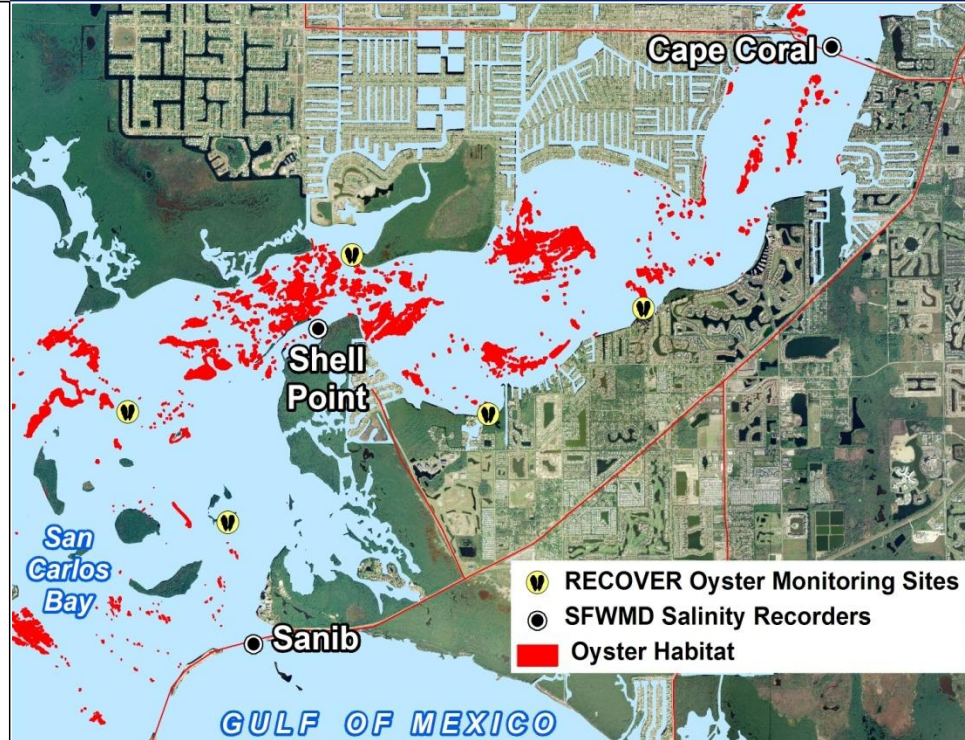 Cape Coral
Shell
Point
San
Carlos
Bay
Sanib
GULF OF MEXICO
RECOVER Oyster Monitoring Sites
SFWMD Salinity Recorders
Oyster Habitat